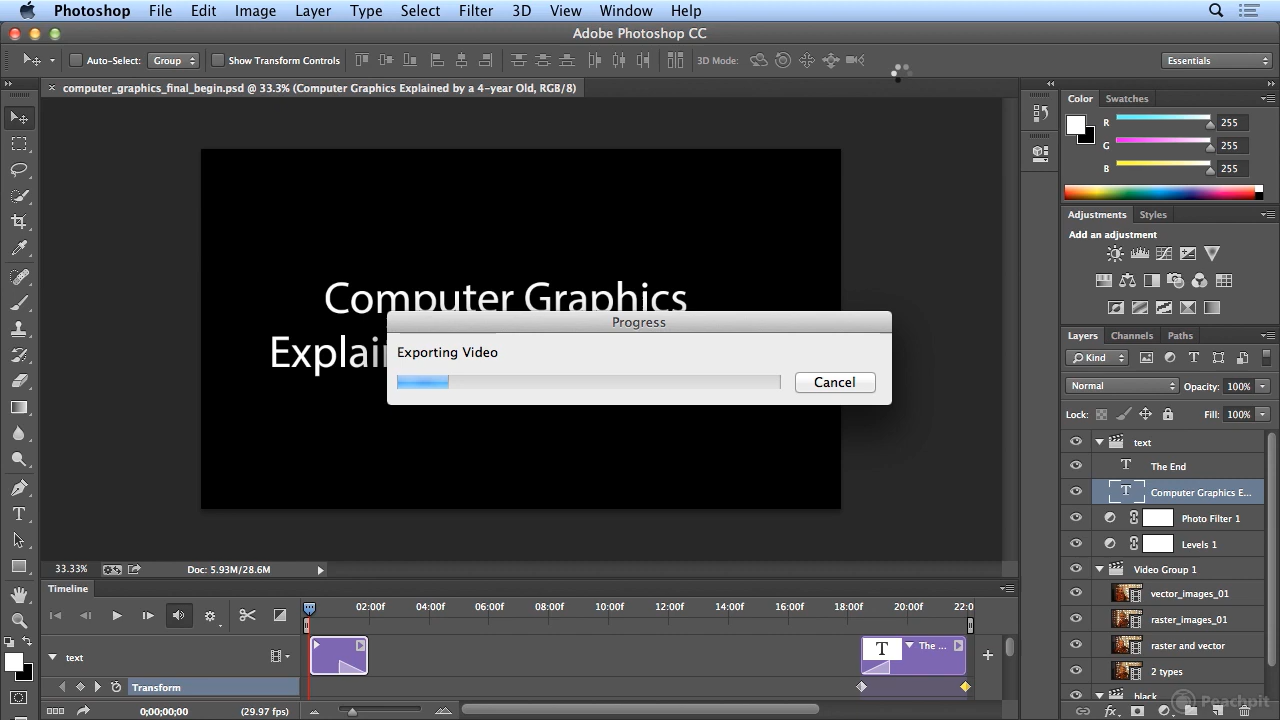 Photoshop File Edit Image Layer Type Select Filter 3D View Window Help
Adobe Photoshop CC
Auto-Select: Group Show Transform Controls 3D Mode: Essentials
computer_graphics_final_begin.psd @ 33.3% (Computer Graphics Explained by a 4-year Old, RGB/8)
Color Swatches
R 255
G 255
B 255
Adjustments Styles
Add an adjustment
Computer Graphics
Explain
Progress
Exporting Video
Cancel
Layers Channels Paths
Kind
Normal Opacity: 100%
Lock: Fill: 100%
text
The End
Computer Graphics E...
Photo Filter 1
Levels 1
Video Group 1
vector_images_01
raster_images_01
raster and vector
2 types
black
33.33% Doc: 5.93M/28.6M
Timeline
02:00f 04:00f 06:00f 08:00f 10:00f 12:00f 14:00f 16:00f 18:00f 20:00f 22:0
text
T The ...
Transform
0;00;00;00 (29.97 fps)
Peachpit